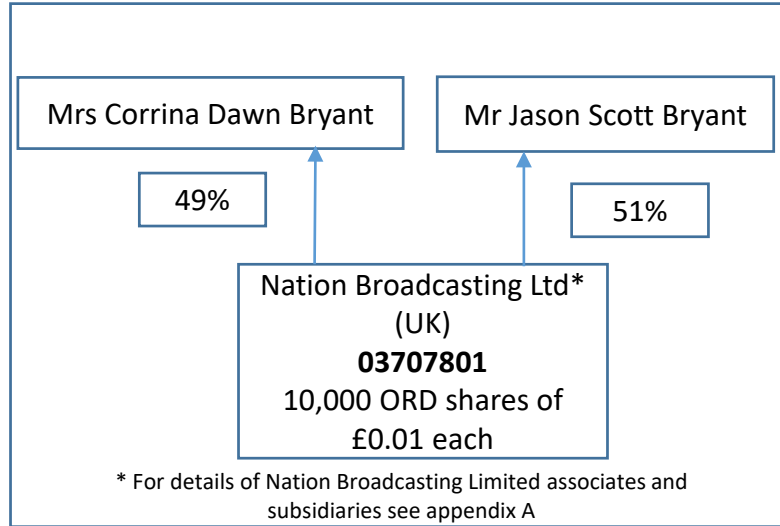 Mrs Corrina Dawn Bryant
Mr Jason Scott Bryant
49%
51%
Nation Broadcasting Ltd*
(UK)
03707801
10,000 ORD shares of
£0.01 each
* For details of Nation Broadcasting Limited associates and
subsidiaries see appendix A